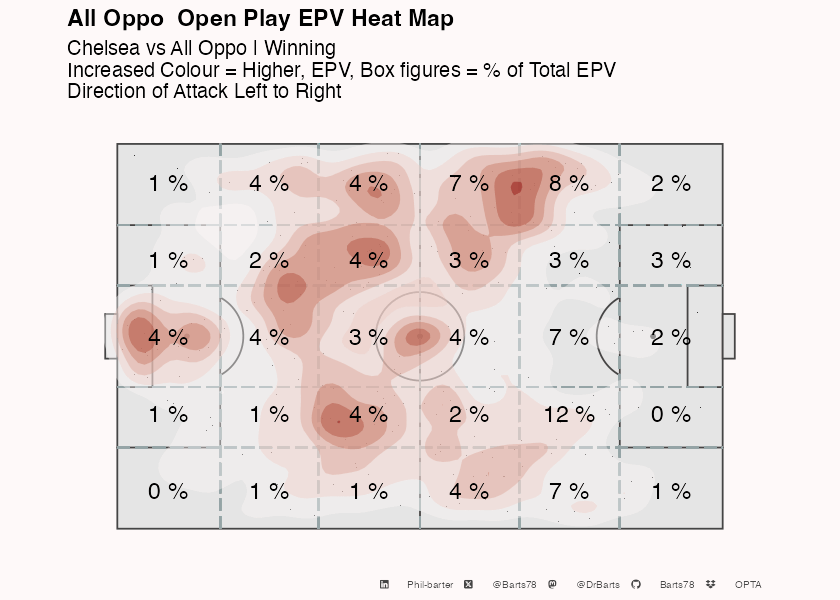 All Oppo  Open Play EPV Heat Map
Chelsea vs All Oppo | Winning
Increased Colour = Higher, EPV, Box figures = % of Total EPV
Direction of Attack Left to Right
1 % 4 % 4 % 7 % 8 % 2 %
1 % 2 % 4 % 3 % 3 % 3 %
4 % 4 % 3 % 4 % 7 % 2 %
1 % 1 % 4 % 2 % 12 % 0 %
0 % 1 % 1 % 4 % 7 % 1 %
Phil-barter @Barts78 @DrBarts Barts78 OPTA